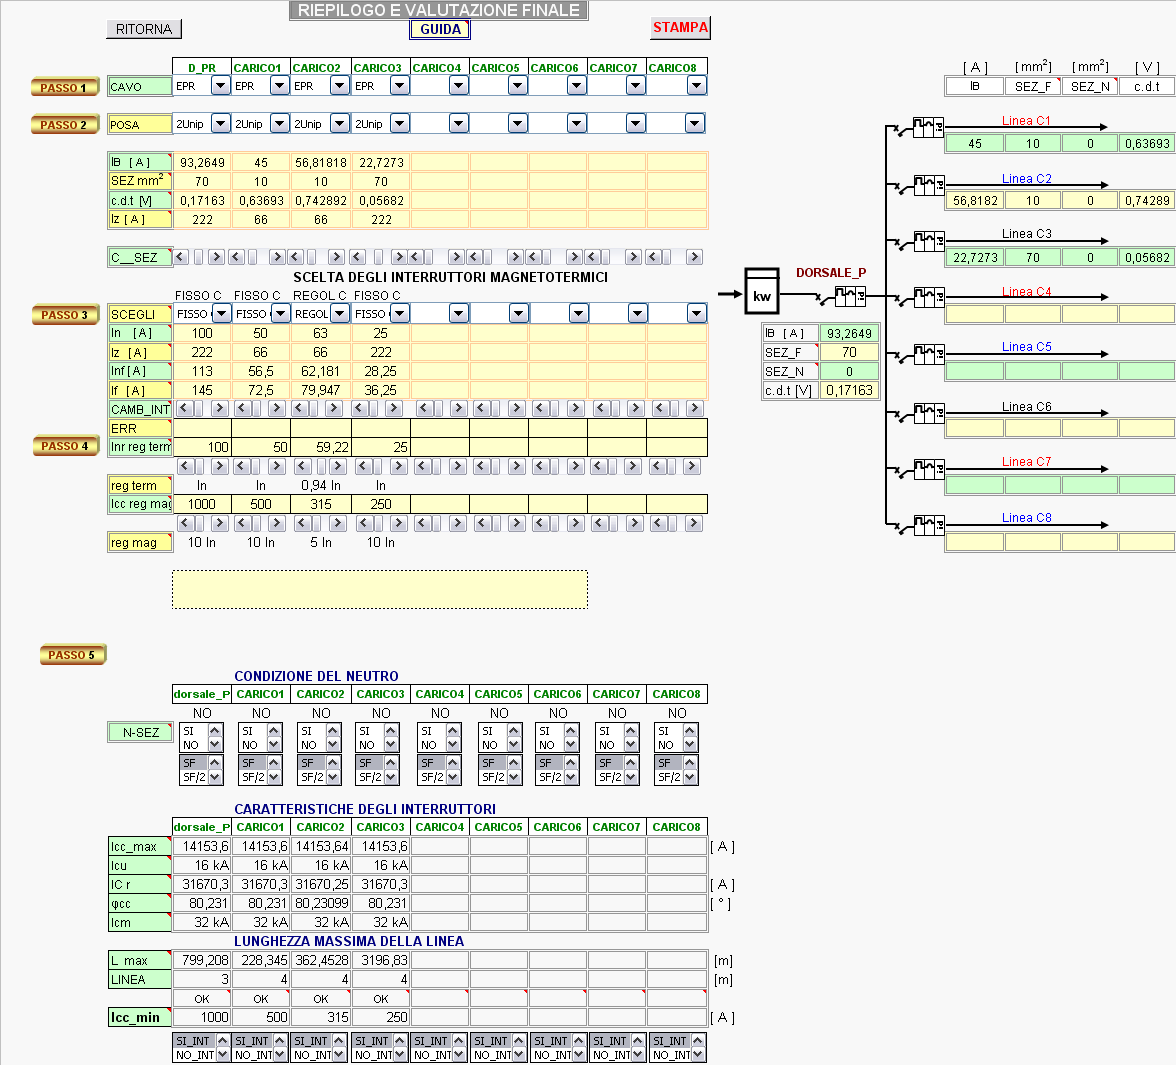 RIEPILOGO E VALUTAZIONE FINALE
RITORNA GUIDA STAMPA
D_PR CARICO1 CARICO2 CARICO3 CARICO4 CARICO5 CARICO6 CARICO7 CARICO8
PASSO 1 CAVO EPR EPR EPR EPR
PASSO 2 POSA 2Unip 2Unip 2Unip 2Unip
IB [ A ] 93,2649 45 56,81818 22,7273
SEZ mm² 70 10 10 70
c.d.t [V] 0,17163 0,63693 0,742892 0,05682
Iz [ A ] 222 66 66 222
C__SEZ
SCELTA DEGLI INTERRUTTORI MAGNETOTERMICI
FISSO C FISSO C REGOL C FISSO C
PASSO 3 SCEGLI FISSO FISSO REGOL FISSO
In [A] 100 50 63 25
Iz [A] 222 66 66 222
Inf [A] 113 56,5 62,181 28,25
If [A] 145 72,5 79,947 36,25
CAMB_INT
ERR
PASSO 4 Inr reg term 100 50 59,22 25
reg term In In 0,94 In In
Icc reg mag 1000 500 315 250
reg mag 10 In 10 In 5 In 10 In
[ A ] [ mm²] [ mm²] [ V ]
IB SEZ_F SEZ_N c.d.t
Linea C1
45 10 0 0,63693
Linea C2
56,8182 10 0 0,74289
Linea C3
22,7273 70 0 0,05682
DORSALE_P
kw
Linea C4
IB [ A ] 93,2649
SEZ_F 70
SEZ_N 0
c.d.t [V] 0,17163
Linea C5
Linea C6
Linea C7
Linea C8
PASSO 5
CONDIZIONE DEL NEUTRO
dorsale_P CARICO1 CARICO2 CARICO3 CARICO4 CARICO5 CARICO6 CARICO7 CARICO8
NO NO NO NO NO NO NO NO NO
N-SEZ SI SI SI SI SI SI SI SI SI
NO NO NO NO NO NO NO NO NO
SF SF SF SF SF SF SF SF SF
SF/2 SF/2 SF/2 SF/2 SF/2 SF/2 SF/2 SF/2 SF/2
CARATTERISTICHE DEGLI INTERRUTTORI
dorsale_P CARICO1 CARICO2 CARICO3 CARICO4 CARICO5 CARICO6 CARICO7 CARICO8
Icc_max 14153,6 14153,6 14153,64 14153,6 [ A ]
Icu 16 kA 16 kA 16 kA 16 kA
IC r 31670,3 31670,3 31670,25 31670,3 [ A ]
φcc 80,231 80,231 80,23099 80,231 [ ° ]
Icm 32 kA 32 kA 32 kA 32 kA
LUNGHEZZA MASSIMA DELLA LINEA
L max 799,208 228,345 362,4528 3196,83 [m]
LINEA 3 4 4 4 [m]
OK OK OK OK
Icc_min 1000 500 315 250 [ A ]
SI_INT SI_INT SI_INT SI_INT SI_INT SI_INT SI_INT SI_INT SI_INT
NO_INT NO_INT NO_INT NO_INT NO_INT NO_INT NO_INT NO_INT NO_INT